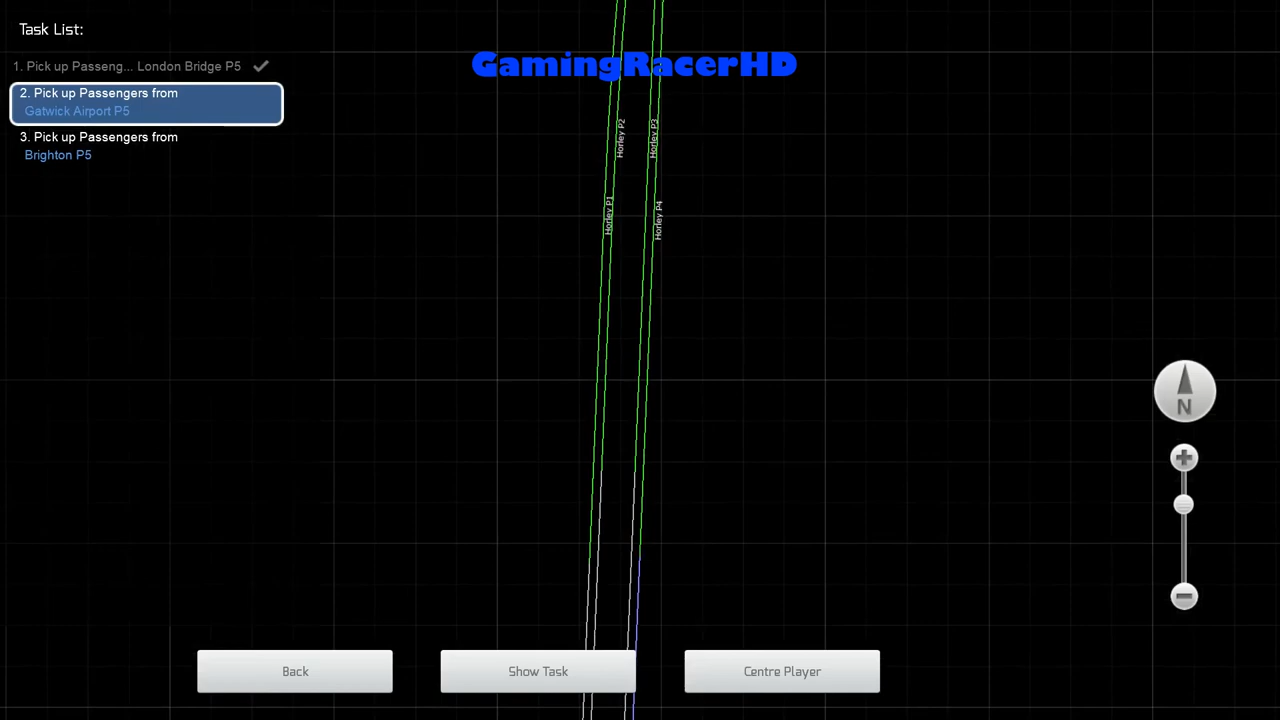 Task List:
GamingRacerHD
1. Pick up Passeng... London Bridge P5
2. Pick up Passengers from
Gatwick Airport P5
3. Pick up Passengers from
Brighton P5
Horley P2
Horley P3
Horley P1
Horley P4
N
Back
Show Task
Centre Player